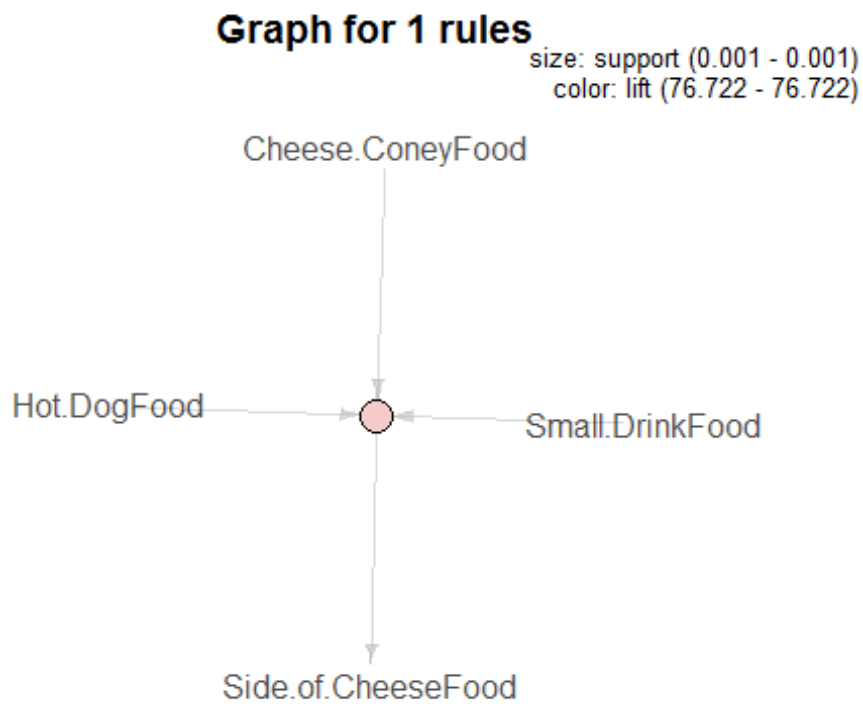 Graph for 1 rules
size: support (0.001 - 0.001)
color: lift (76.722 - 76.722)
Cheese.ConeyFood
Hot.DogFood
Small.DrinkFood
Side.of.CheeseFood